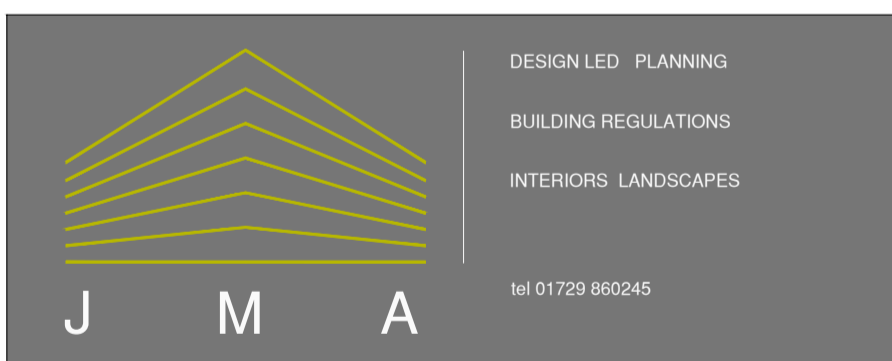 DESIGN LED PLANNING
BUILDING REGULATIONS
INTERIORS LANDSCAPES
tel 01729 860245
J M A